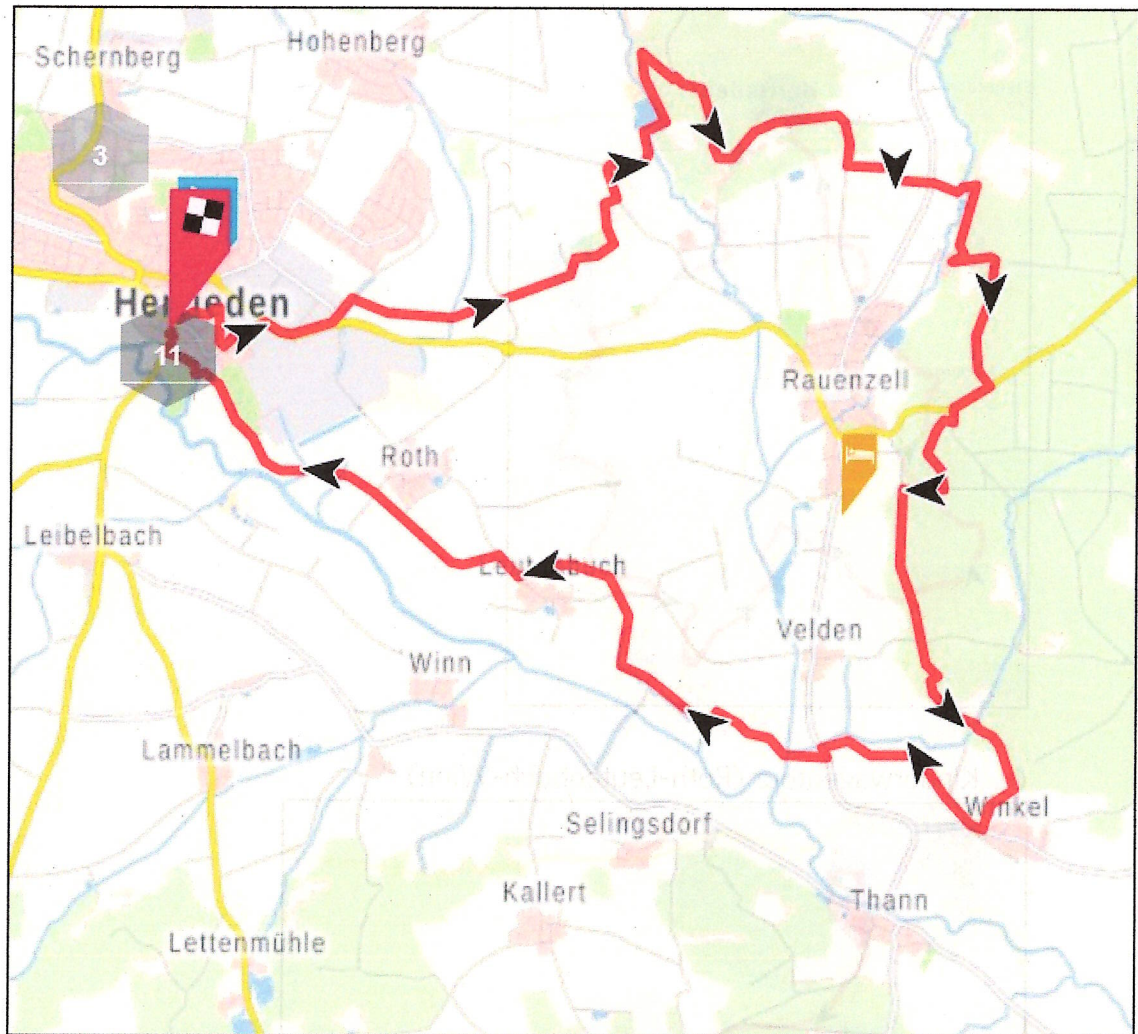 Hohenberg
Schernberg
3
11
Rauenzell
Roth
Leibelbach
Velden
Winn
Lammelbach
Winkel
Selingsdorf
Kallert
Thann
Lettenmühle